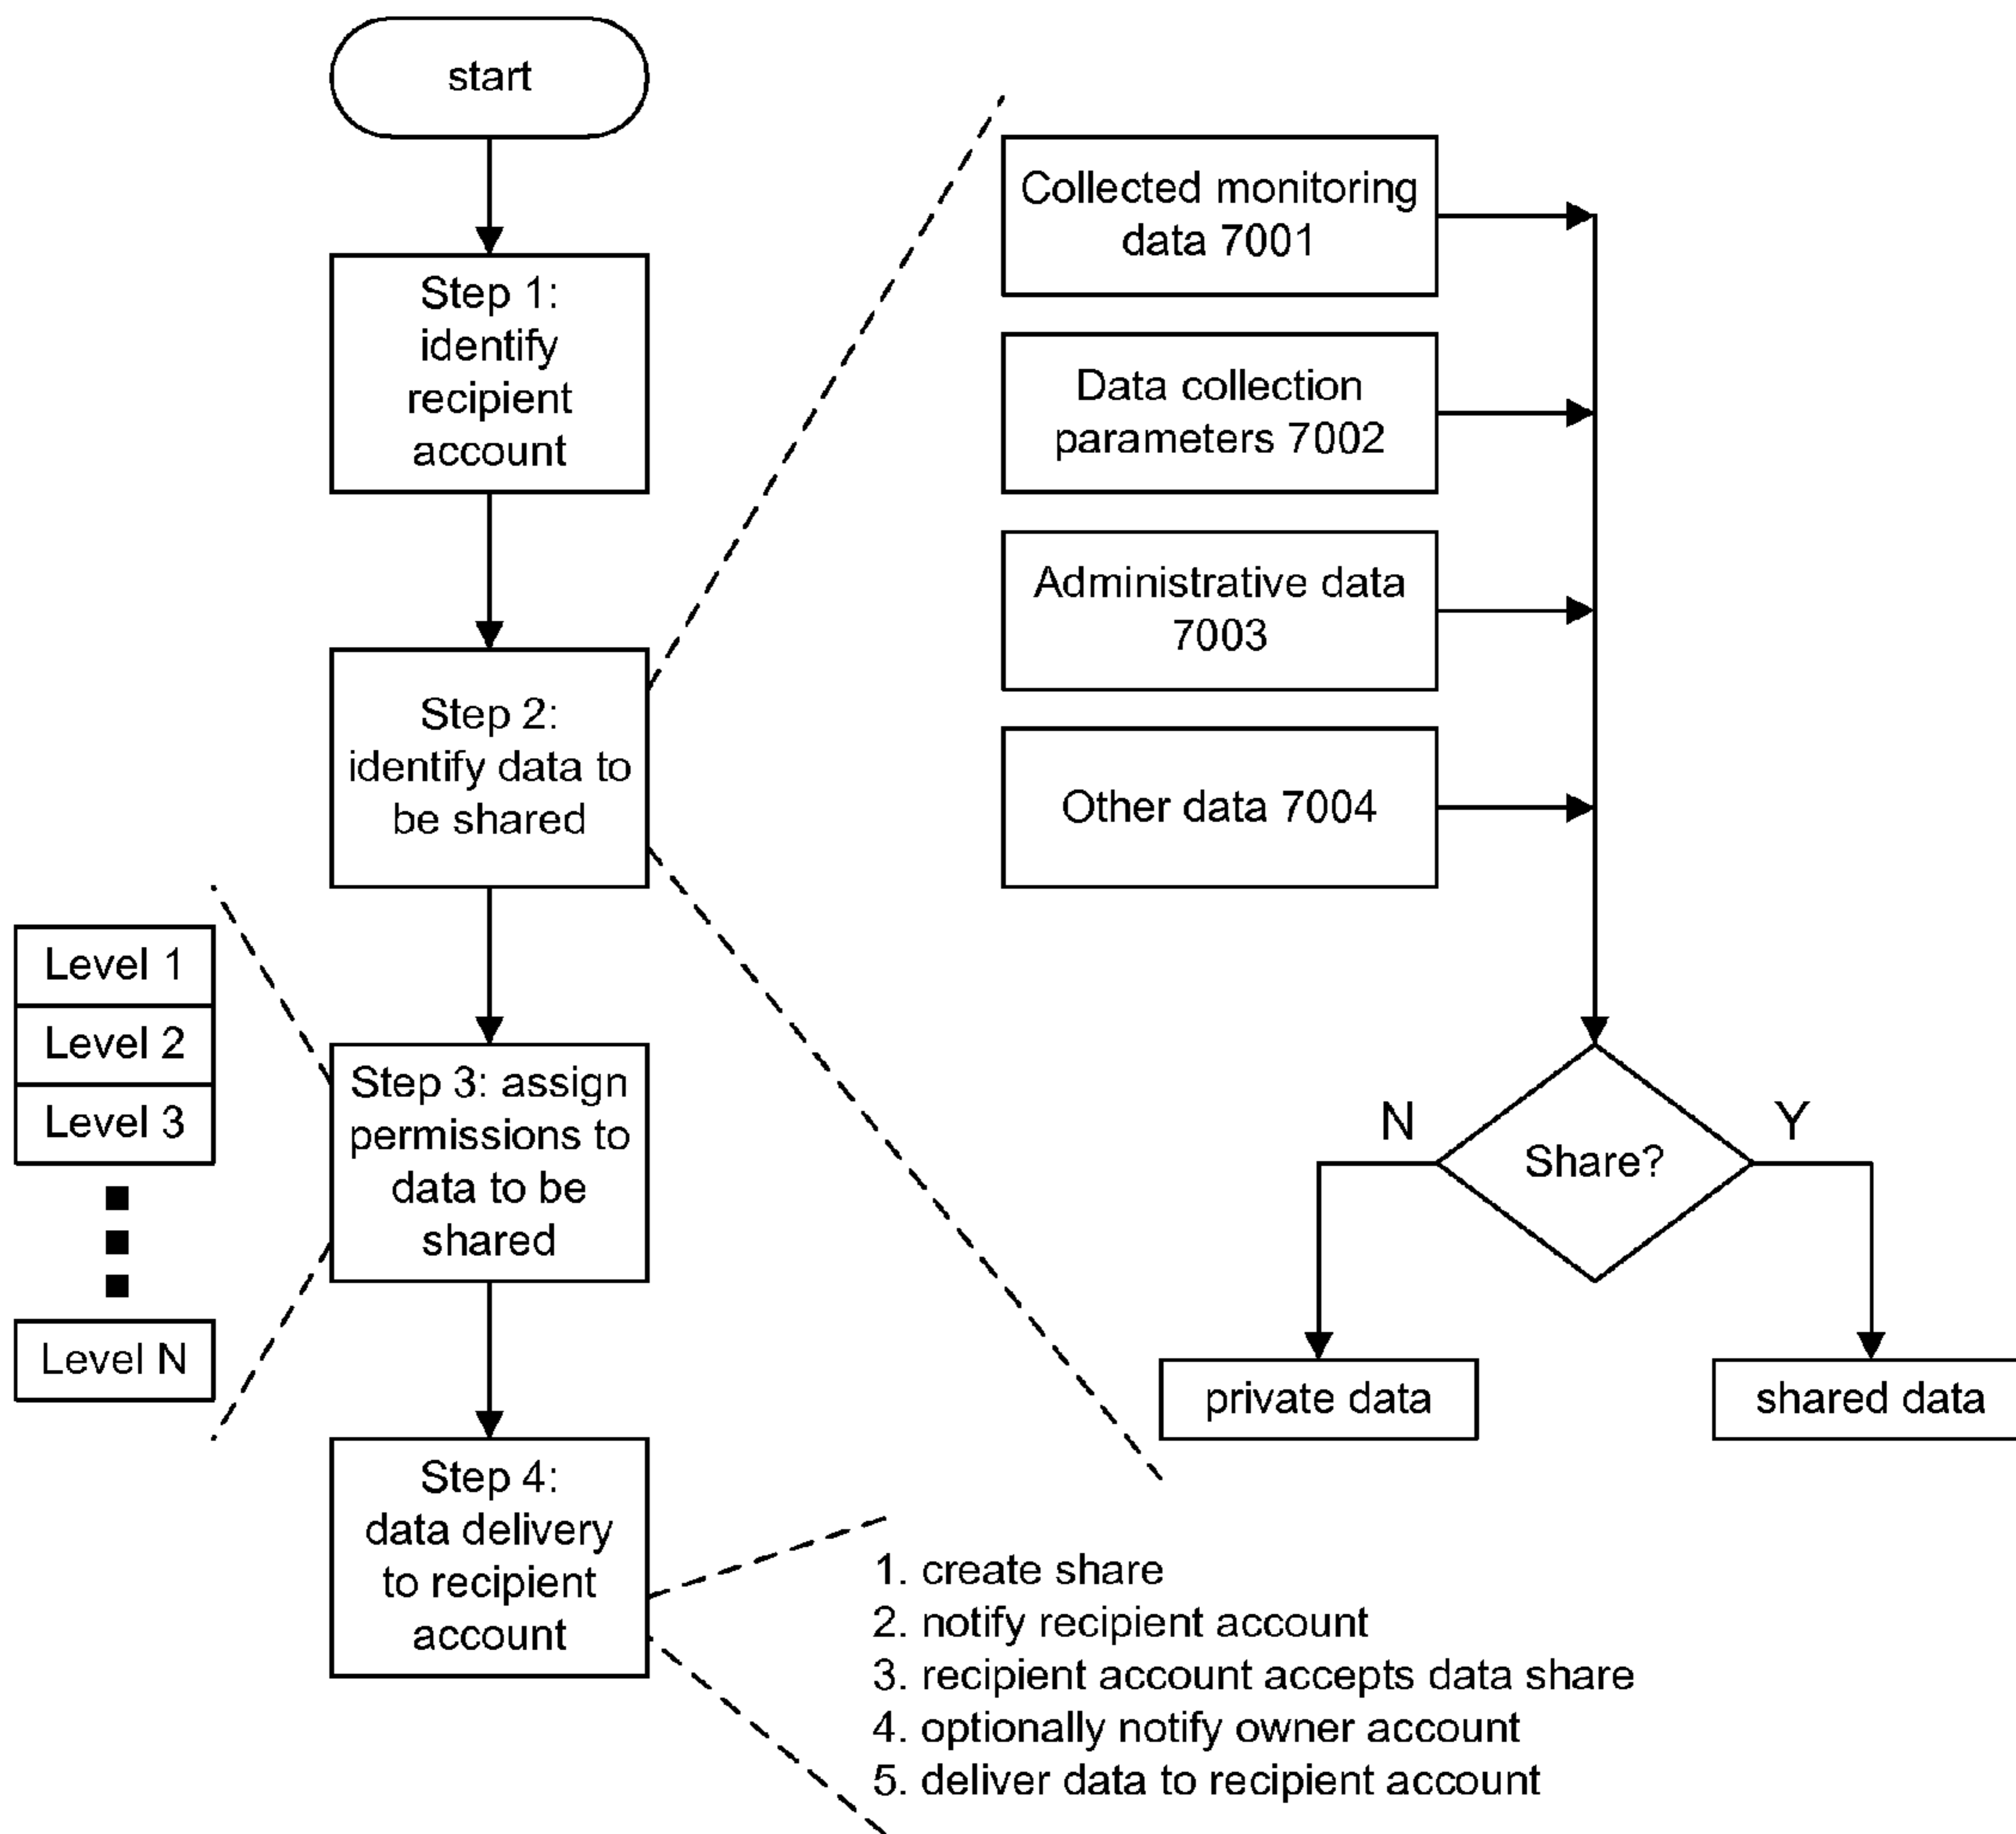 start
Step 1:
identify
recipient
account
Step 2:
identify data to
be shared
Step 3: assign
permissions to
data to be
shared
Step 4:
data delivery
to recipient
account
Level 1
Level 2
Level 3
Level N
Collected monitoring
data 7001
Data collection
parameters 7002
Administrative data
7003
Other data 7004
Share?
N
Y
private data
shared data
1. create share
2. notify recipient account
3. recipient account accepts data share
4. optionally notify owner account
5. deliver data to recipient account